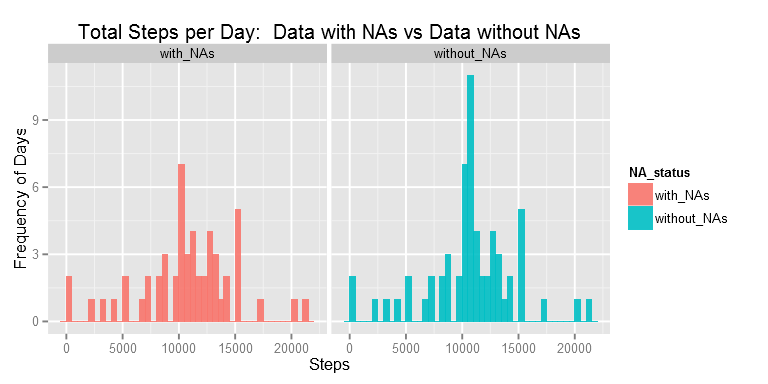 Total Steps per Day:  Data with NAs vs Data without NAs
with_NAs
without_NAs
Frequency of Days
9
6
3
0
0
5000
10000
15000
20000
0
5000
10000
15000
20000
Steps
NA_status
with_NAs
without_NAs